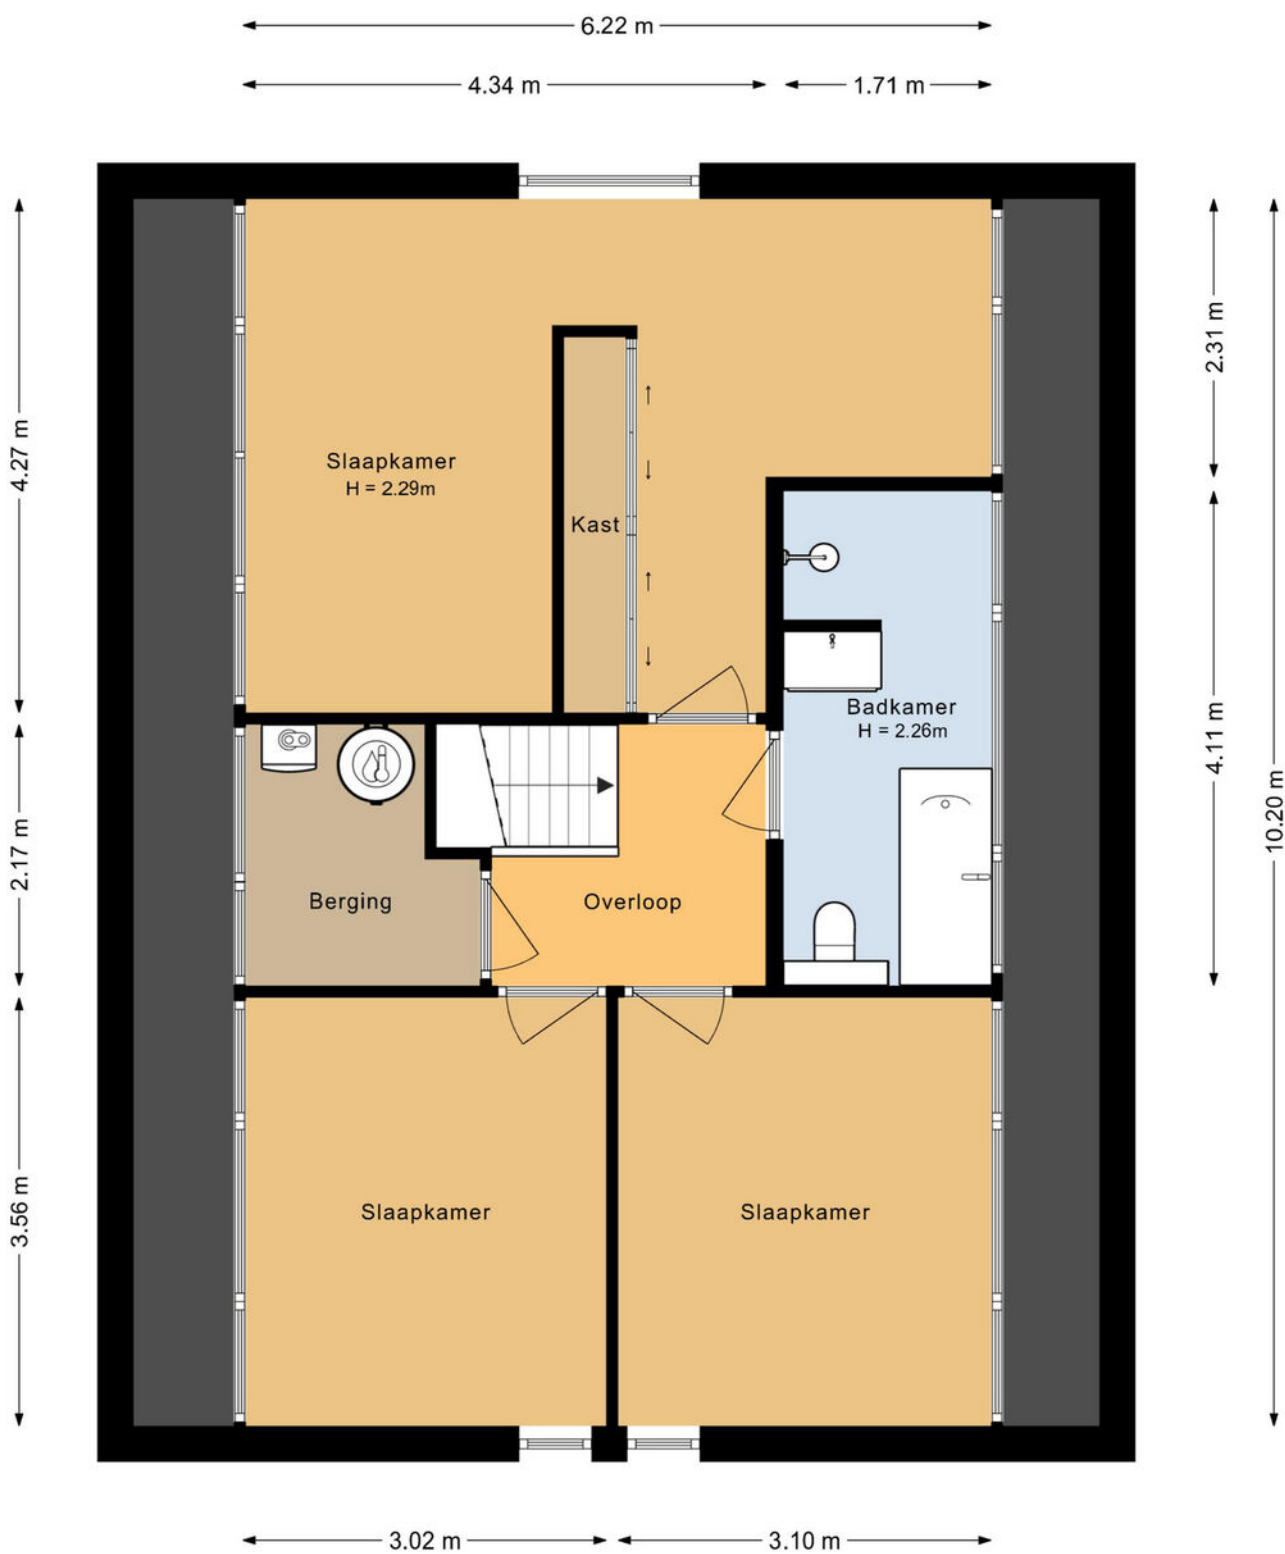 6.22 m
4.34 m
1.71 m
2.31 m
4.27 m
Slaapkamer
H = 2.29m
Kast
Badkamer
H = 2.26m
4.11 m
10.20 m
2.17 m
Berging
Overloop
3.56 m
Slaapkamer
Slaapkamer
3.02 m
3.10 m